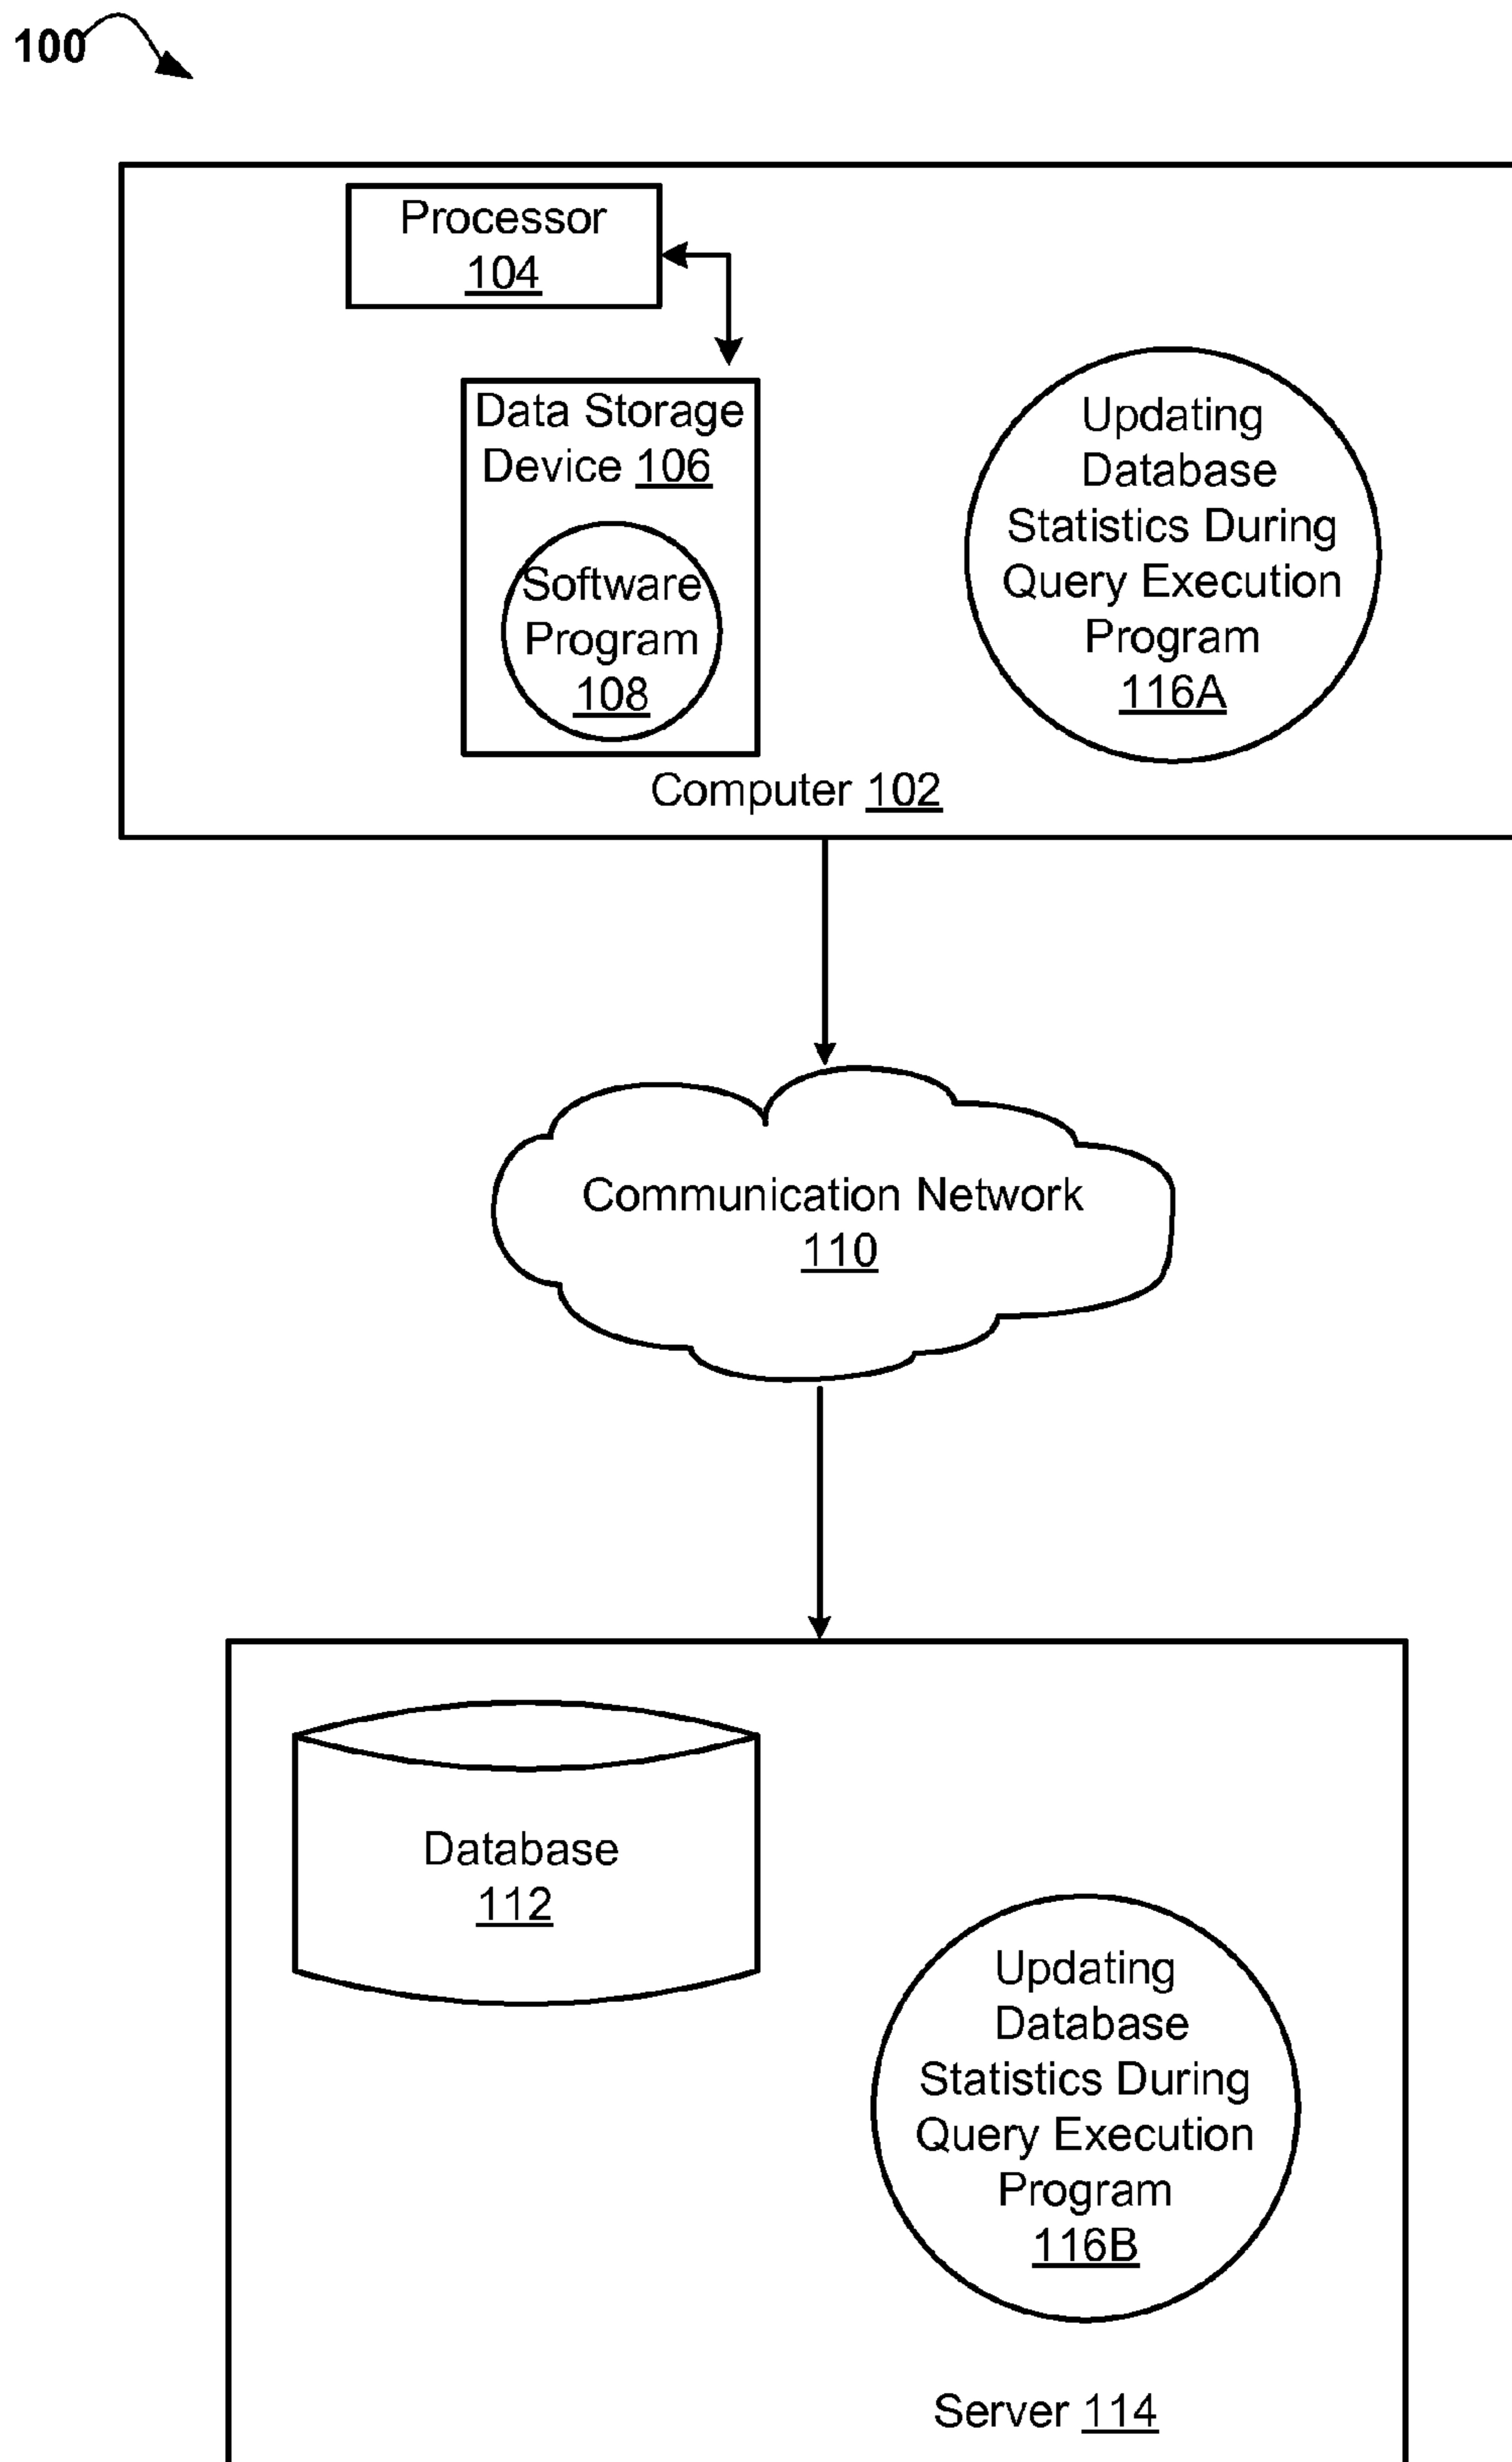 100
Processor
104
Data Storage
Device 106
Software
Program
108
Updating
Database
Statistics During
Query Execution
Program
116A
Computer 102
Communication Network
110
Database
112
Updating
Database
Statistics During
Query Execution
Program
116B
Server 114